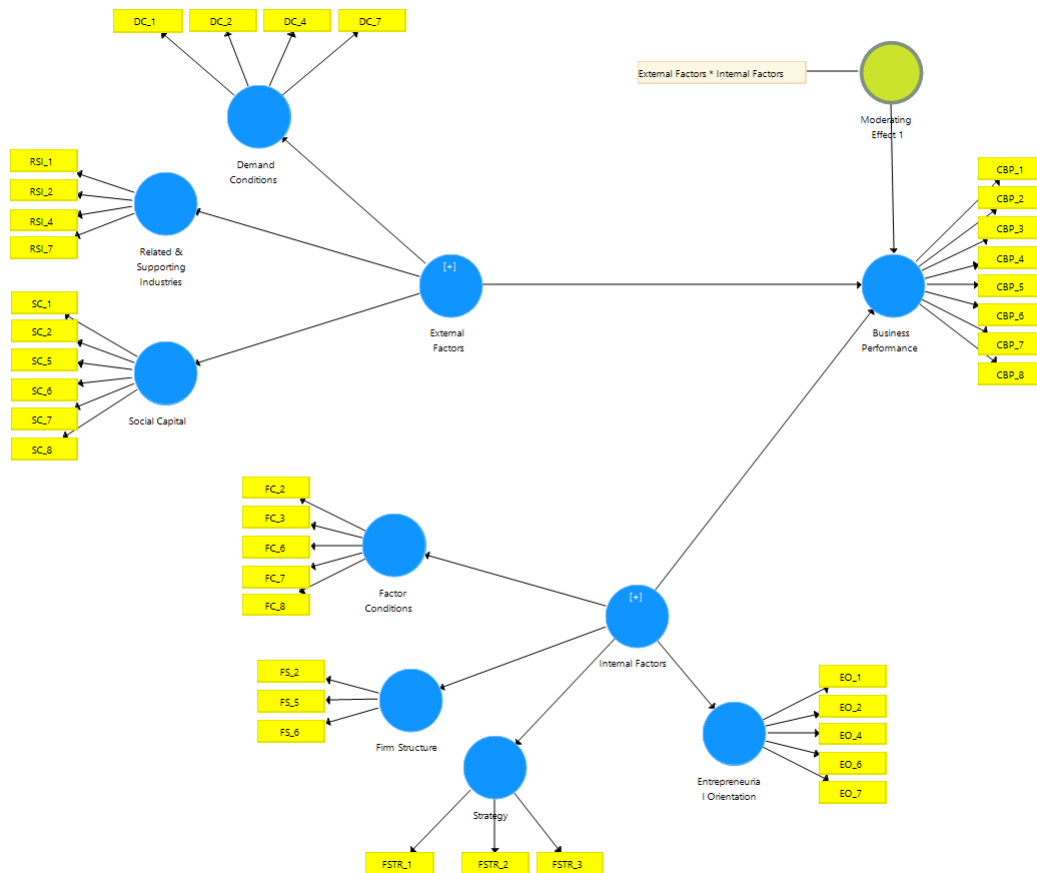 DC_1
DC_2
DC_4
DC_7
Demand
Conditions
External Factors * Internal Factors
Moderating
Effect 1
RSI_1
RSI_2
RSI_4
RSI_7
Related &
Supporting
Industries
CBP_1
CBP_2
CBP_3
CBP_4
CBP_5
CBP_6
CBP_7
CBP_8
Business
Performance
[+]
External
Factors
SC_1
SC_2
SC_5
SC_6
SC_7
SC_8
Social Capital
FC_2
FC_3
FC_6
FC_7
FC_8
Factor
Conditions
[+]
Internal Factors
FS_2
FS_5
FS_6
Firm Structure
EO_1
EO_2
EO_4
EO_6
EO_7
Entrepreneuria
l Orientation
Strategy
FSTR_1
FSTR_2
FSTR_3